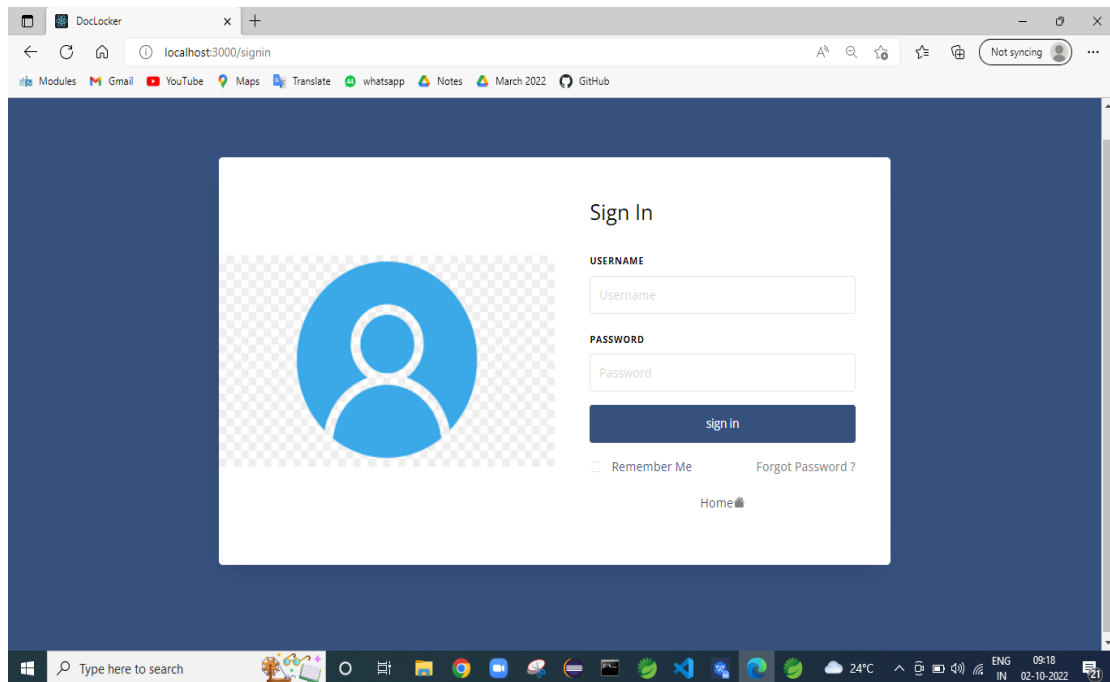 DocLocker
localhost:3000/signin
Not syncing
Modules Gmail YouTube Maps Translate whatsapp Notes March 2022 GitHub
Sign In
USERNAME
Username
PASSWORD
Password
sign in
Remember Me Forgot Password ?
Home
Type here to search
24°C
ENG
IN
09:18
02-10-2022
21